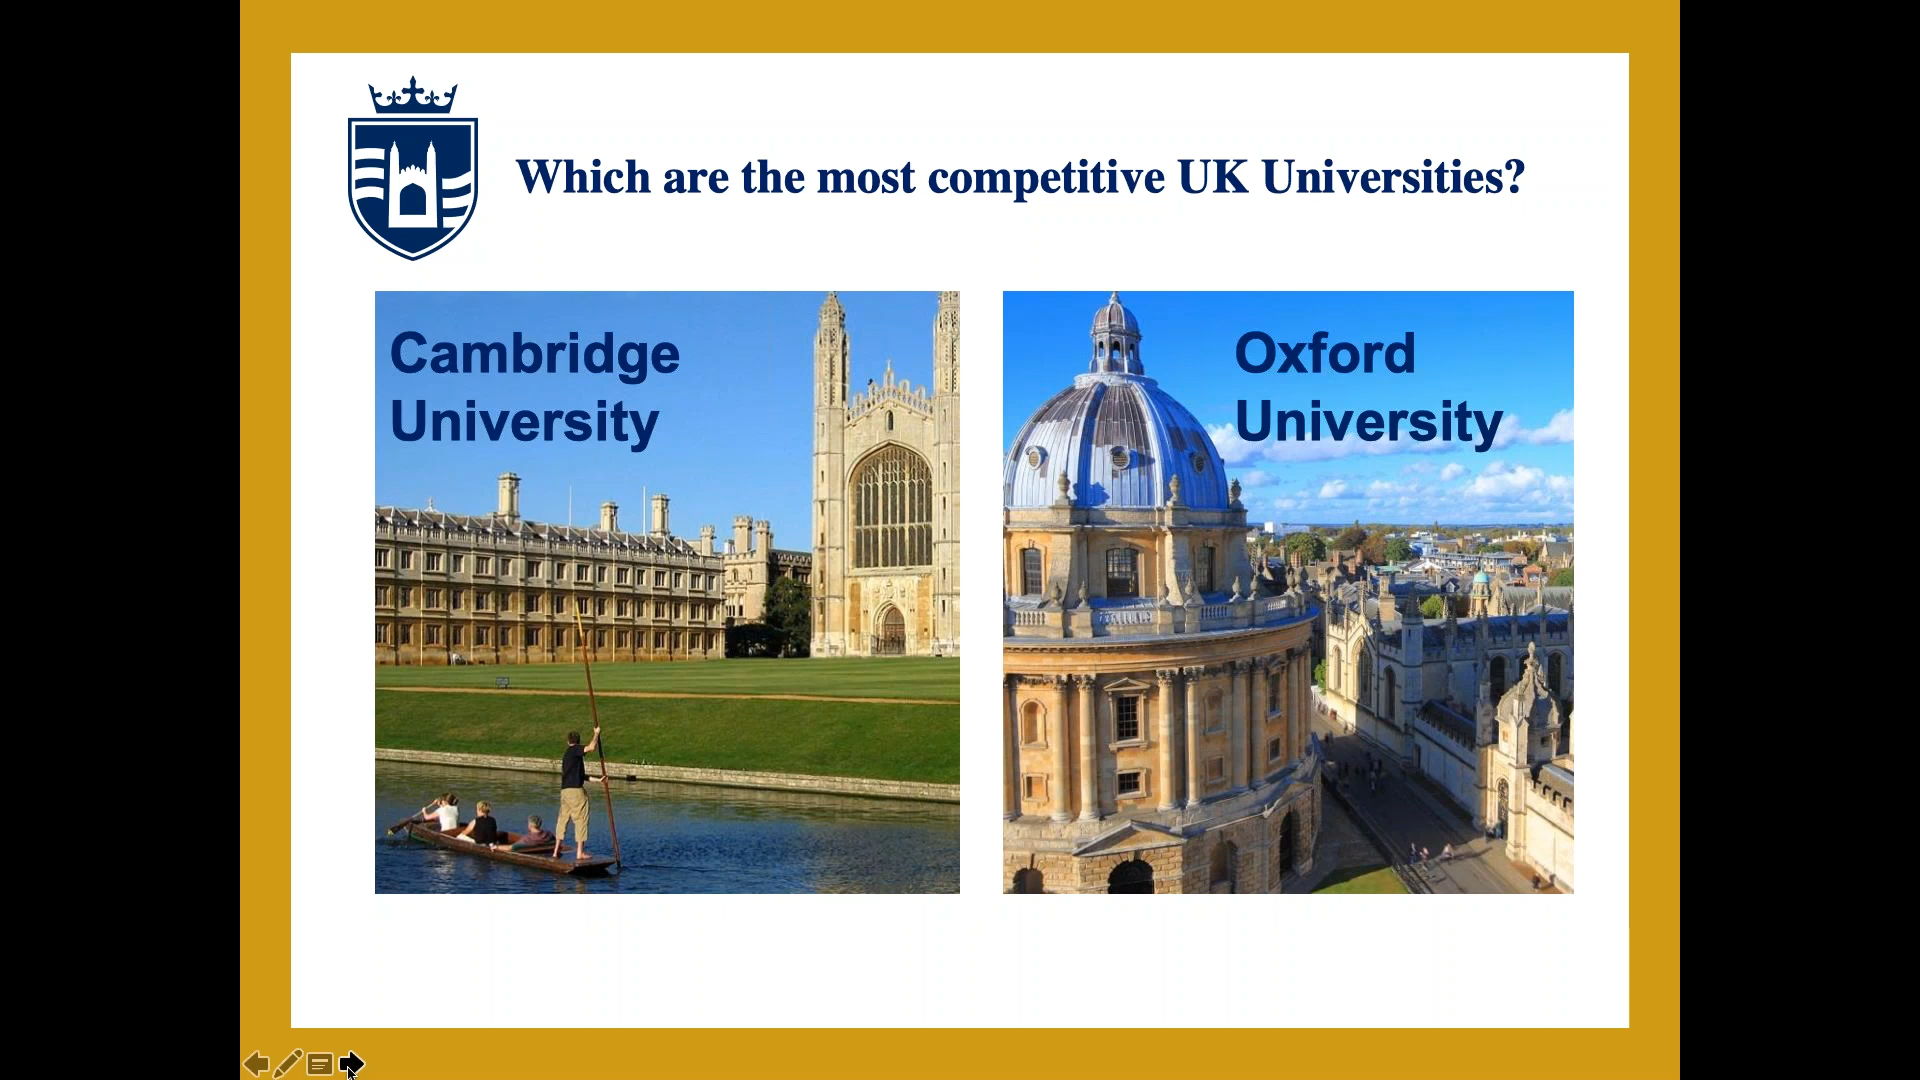 Which are the most competitive UK Universities?
Cambridge
University
Oxford
University